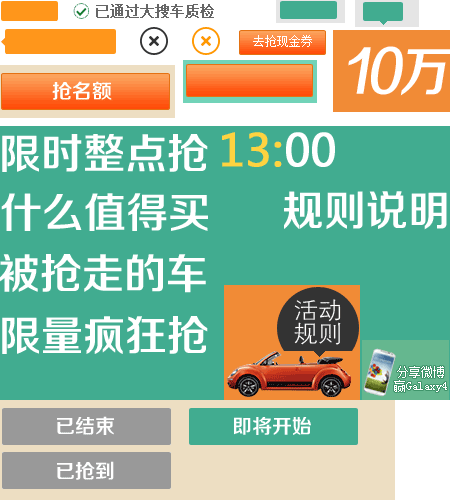 已通过大搜车质检
去抢现金券
10万
抢名额
限时整点抢 13:00
什么值得买
规则说明
被抢走的车
限量疯狂抢
活动
规则
分享微博
赢Galaxy4
已结束
即将开始
已抢到